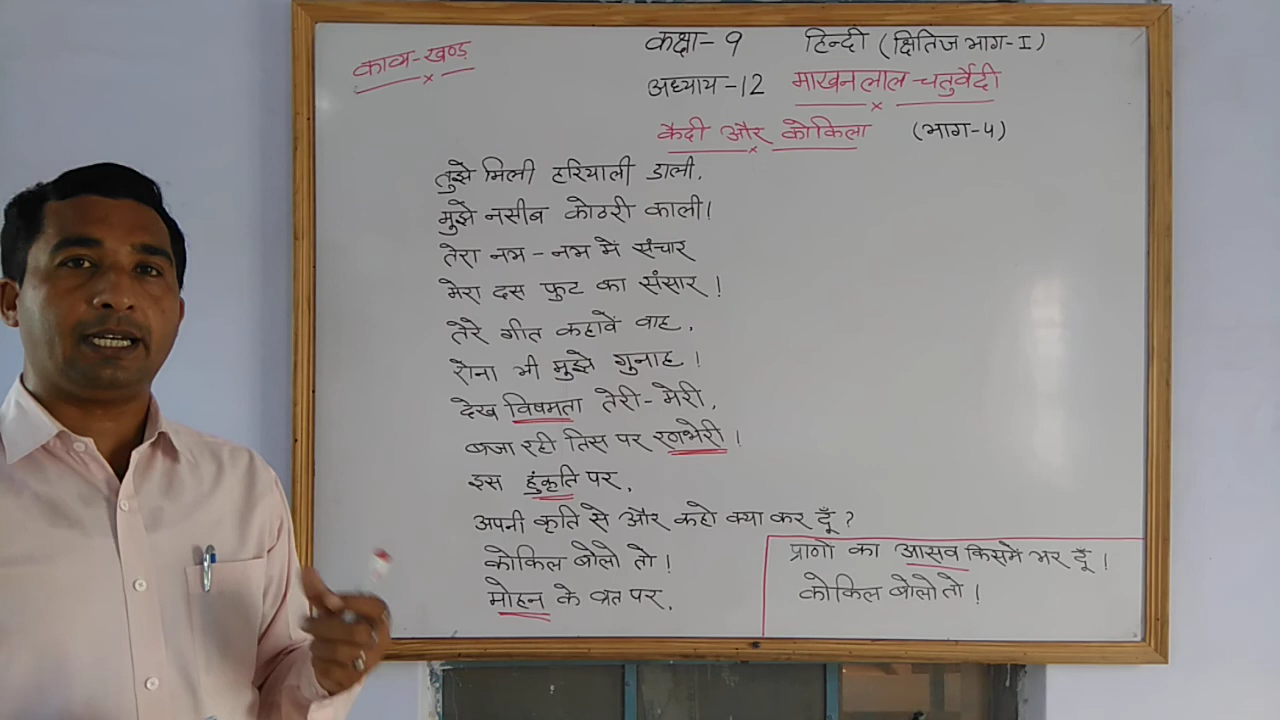 काव्य-खण्ड
कक्षा-9 हिन्दी (क्षितिज भाग-I)
अध्याय-12 माखनलाल चतुर्वेदी
कैदी और कोकिला (भाग-4)
तुझे मिली हरियाली डाली,
मुझे नसीब कोठरी काली।
तेरा नभ-नभ में संचार
मेरा दस फुट का संसार!
तेरे गीत कहावें वाह,
रोना भी मुझे गुनाह!
देख विषमता तेरी-मेरी,
बजा रही तिस पर रणभेरी!
इस हुंकृति पर,
अपनी कृति से और कहो क्या कर दूँ?
कोकिल बोलो तो!
मोहन के व्रत पर,
प्राणों का आसव किसमें भर दूँ!
कोकिल बोलो तो!